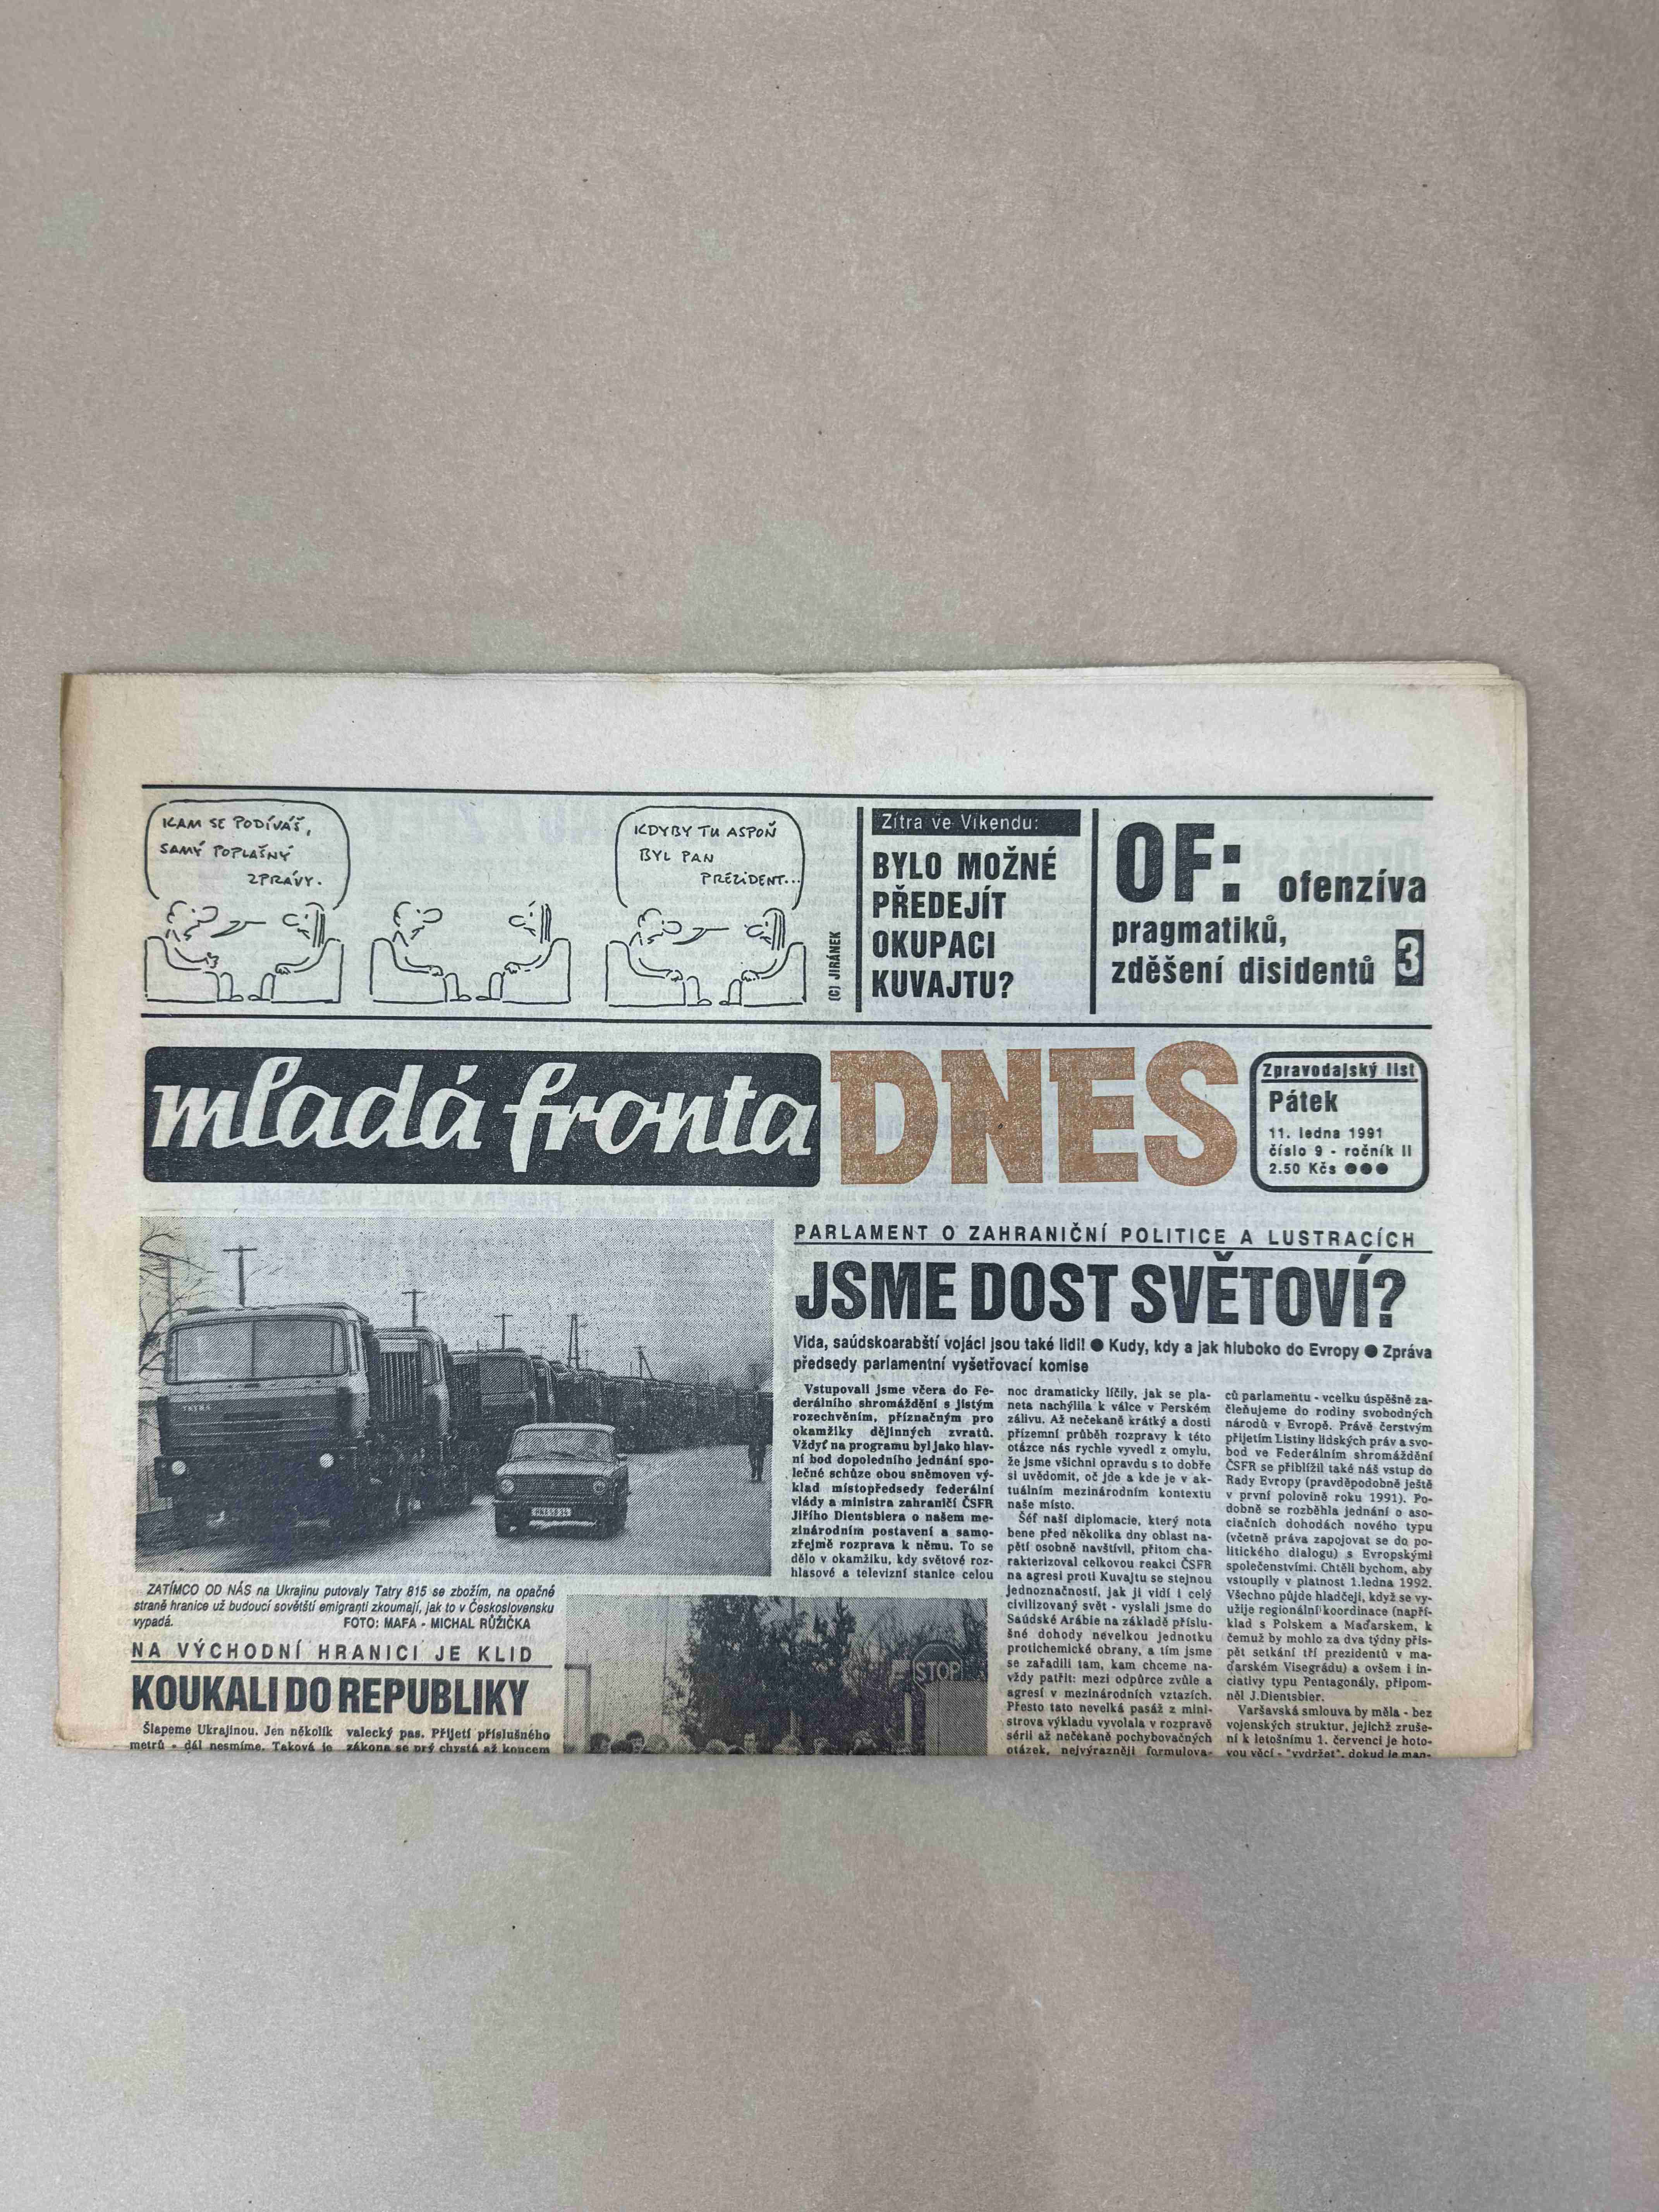 KAM SE PODÍVÁŠ,
SAMÝ POPLAŠNÝ
ZPRÁVY.
KDYBY TU ASPOŇ
BYL PAN
PREZIDENT...
(C) JIRÁNEK
Zítra ve Víkendu:
BYLO MOŽNÉ
PŘEDEJÍT
OKUPACI
KUVAJTU?
OF: ofenzíva
pragmatiků,
zděšení disidentů 3
mladá fronta DNES
Zpravodajský list
Pátek
11. ledna 1991
číslo 9 - ročník II
2.50 Kčs ●●●
TATRA
ZATÍMCO OD NÁS na Ukrajinu putovaly Tatry 815 se zbožím, na opačné
straně hranice už budoucí sovětští emigranti zkoumají, jak to v Československu
vypadá. FOTO: MAFA - MICHAL RŮŽIČKA
NA VÝCHODNÍ HRANICI JE KLID
KOUKALI DO REPUBLIKY
Šlapeme Ukrajinou. Jen několik
metrů - dál nesmíme. Taková je
valecký pas. Přijetí příslušného
zákona se prý chystá až koncem
STOP
PARLAMENT O ZAHRANIČNÍ POLITICE A LUSTRACÍCH
JSME DOST SVĚTOVÍ?
Vida, saúdskoarabští vojáci jsou také lidi! ● Kudy, kdy a jak hluboko do Evropy ● Zpráva
předsedy parlamentní vyšetřovací komise
Vstupovali jsme včera do Fe-
derálního shromáždění s jistým
rozechvěním, příznačným pro
okamžiky dějinných zvratů.
Vždyť na programu byl jako hlav-
ní bod dopoledního jednání spo-
lečné schůze obou sněmoven vý-
klad místopředsedy federální
vlády a ministra zahraničí ČSFR
Jiřího Dientsbiera o našem me-
zinárodním postavení a samo-
zřejmě rozprava k němu. To se
dělo v okamžiku, kdy světové roz-
hlasové a televizní stanice celou
noc dramaticky líčily, jak se pla-
neta nachýlila k válce v Perském
zálivu. Až nečekaně krátký a dosti
přízemní průběh rozpravy k této
otázce nás rychle vyvedl z omylu,
že jsme všichni opravdu s to dobře
si uvědomit, oč jde a kde je v ak-
tuálním mezinárodním kontextu
naše místo.
Šéf naší diplomacie, který nota
bene před několika dny oblast na-
pětí osobně navštívil, přitom cha-
rakterizoval celkovou reakci ČSFR
na agresi proti Kuvajtu se stejnou
jednoznačností, jak ji vidí i celý
civilizovaný svět - vyslali jsme do
Saúdské Arábie na základě příslu-
šné dohody nevelkou jednotku
protichemické obrany, a tím jsme
se zařadili tam, kam chceme na-
vždy patřit: mezi odpůrce zvůle a
agresí v mezinárodních vztazích.
Přesto tato nevelká pasáž z mini-
strova výkladu vyvolala v rozpravě
sérii až nečekaně pochybovačných
otázek, nejvýrazněji formulova-
ců parlamentu - vcelku úspěšně za-
členujeme do rodiny svobodných
národů v Evropě. Právě čerstvým
přijetím Listiny lidských práv a svo-
bod ve Federálním shromáždění
ČSFR se přiblížil také náš vstup do
Rady Evropy (pravděpodobně ještě
v první polovině roku 1991). Po-
dobně se rozběhla jednání o aso-
ciačních dohodách nového typu
(včetně práva zapojovat se do po-
litického dialogu) s Evropskými
společenstvími. Chtěli bychom, aby
vstoupily v platnost 1.ledna 1992.
Všechno půjde hladčeji, když se vy-
užije regionální koordinace (napří-
klad s Polskem a Maďarskem, k
čemuž by mohlo za dva týdny přis-
pět setkání tří prezidentů v ma-
ďarském Visegrádu) a ovšem i in-
ciativy typu Pentagonály, připom-
něl J.Dientsbier.
Varšavská smlouva by měla - bez
vojenských struktur, jejichž zruše-
ní k letošnímu 1. červenci je hoto-
vou věcí - "vydržet", dokud je man-